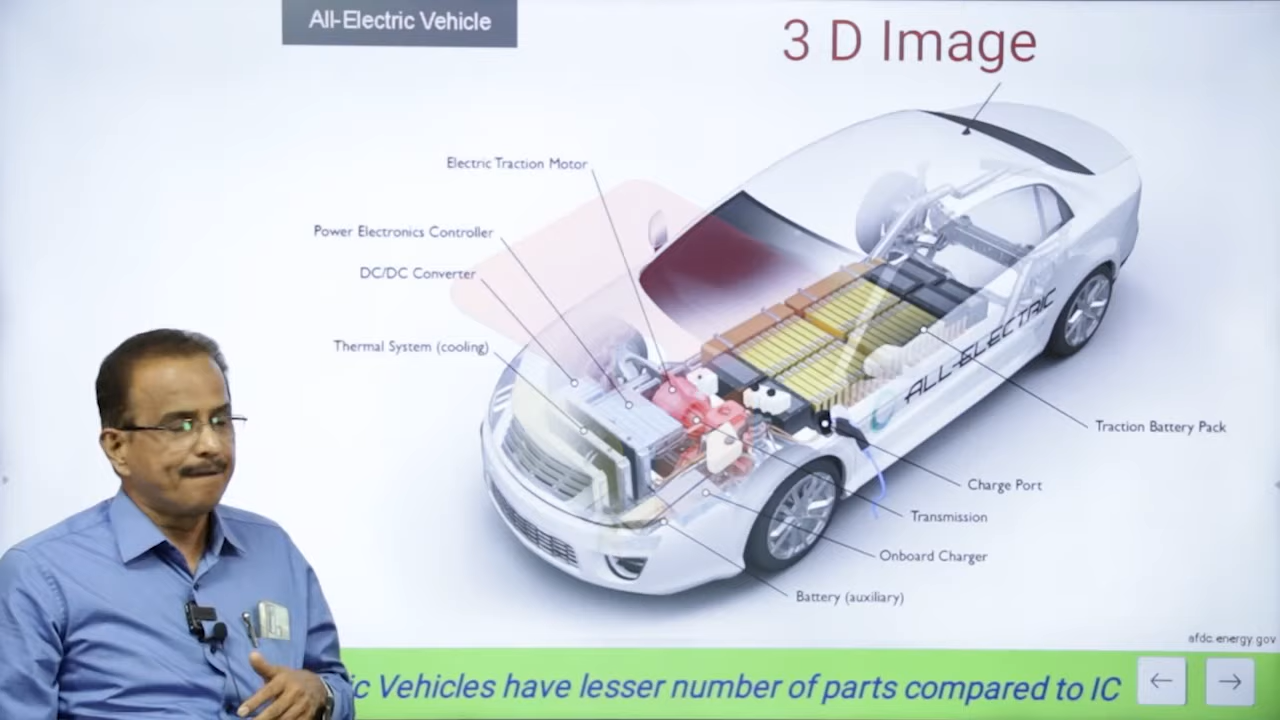 All-Electric Vehicle
3 D Image
Electric Traction Motor
Power Electronics Controller
DC/DC Converter
Thermal System (cooling)
ALL-ELECTRIC
Traction Battery Pack
Charge Port
Transmission
Onboard Charger
Battery (auxiliary)
afdc.energy.gov
ic Vehicles have lesser number of parts compared to IC